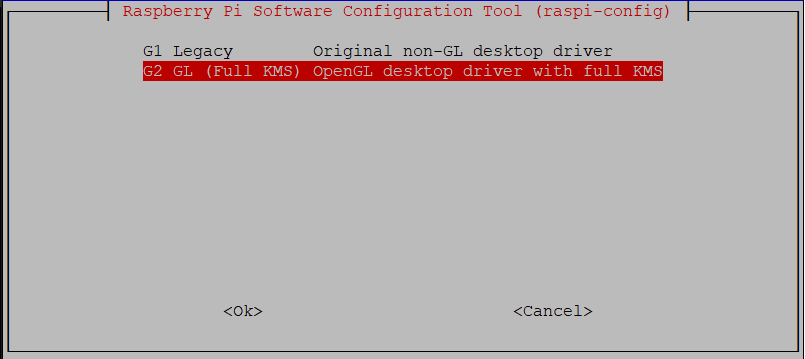 Raspberry Pi Software Configuration Tool (raspi-config)
G1 Legacy Original non-GL desktop driver
G2 GL (Full KMS) OpenGL desktop driver with full KMS
<Ok> <Cancel>